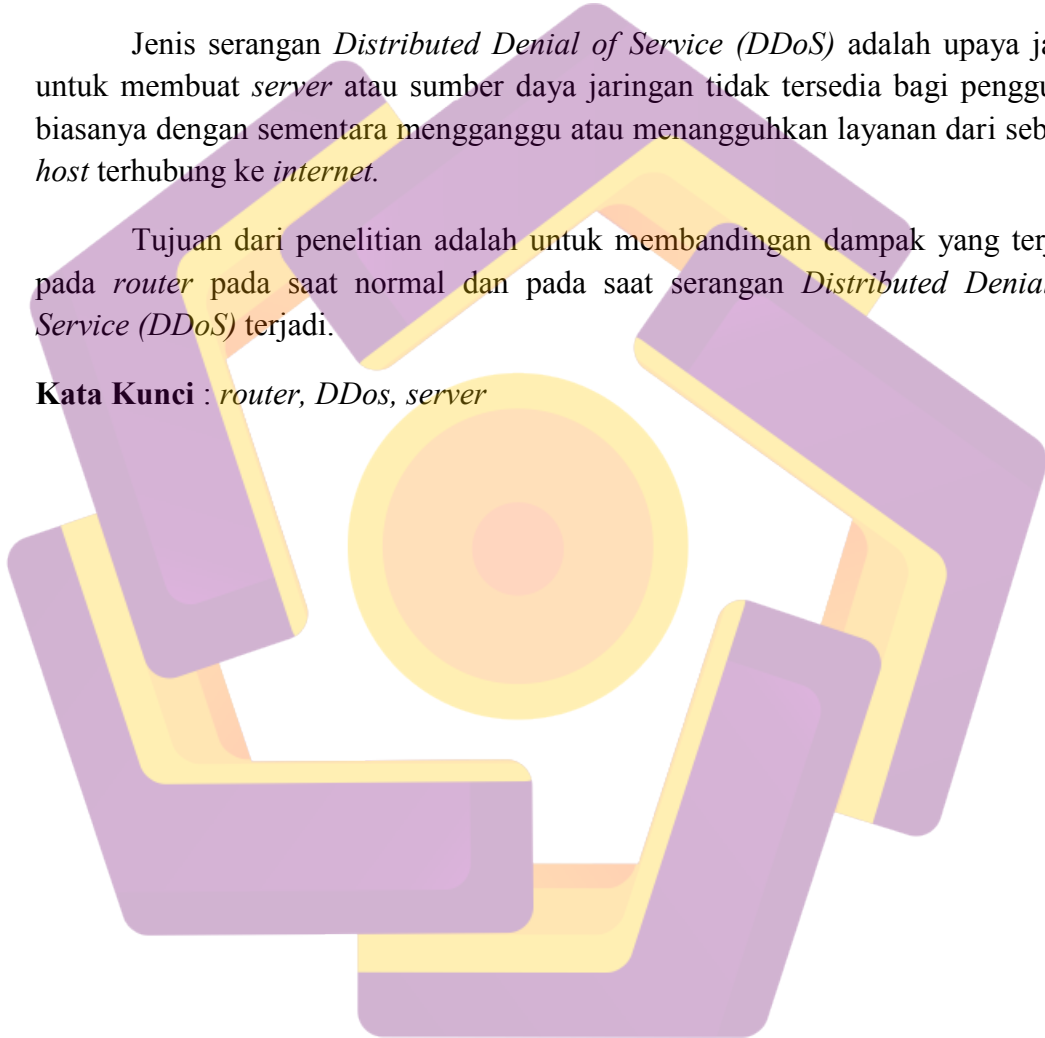 Jenis serangan Distributed Denial of Service (DDoS) adalah upaya
untuk membuat server atau sumber daya jaringan tidak tersedia bagi
biasanya dengan sementara mengganggu atau menangguhkan layanan dari
host terhubung ke internet.
Tujuan dari penelitian adalah untuk membandingan dampak yang
pada router pada saat normal dan pada saat serangan Distributed Denial
Service (DDoS) terjadi.
Kata Kunci : router, DDos, server